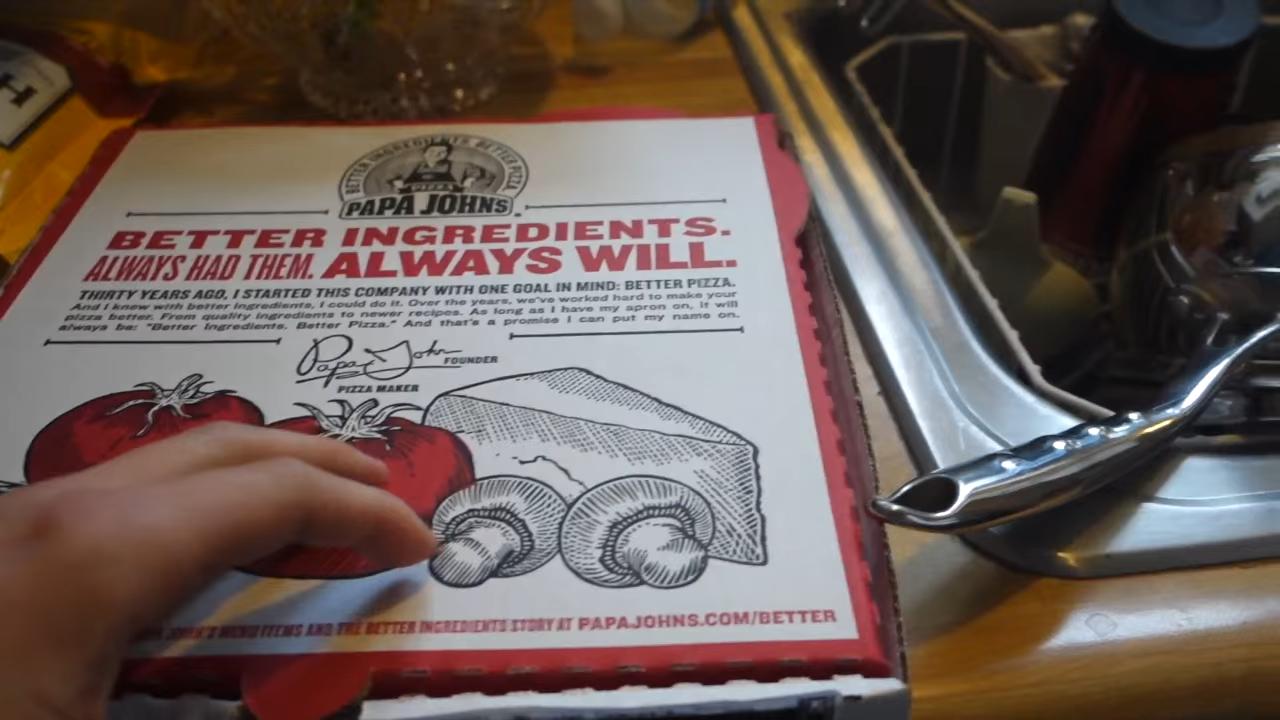 H
BETTER INGREDIENTS. BETTER PIZZA.
PIZZA
PAPA JOHNS
BETTER INGREDIENTS.
ALWAYS HAD THEM. ALWAYS WILL.
THIRTY YEARS AGO, I STARTED THIS COMPANY WITH ONE GOAL IN MIND: BETTER PIZZA.
And I knew with better ingredients, I could do it. Over the years, we've worked hard to make your
pizza better. From quality ingredients to newer recipes. As long as I have my apron on, it will
always be: "Better Ingredients. Better Pizza." And that's a promise I can put my name on.
Papa John FOUNDER
PIZZA MAKER
JOHN'S MENU ITEMS AND THE BETTER INGREDIENTS STORY AT PAPAJOHNS.COM/BETTER